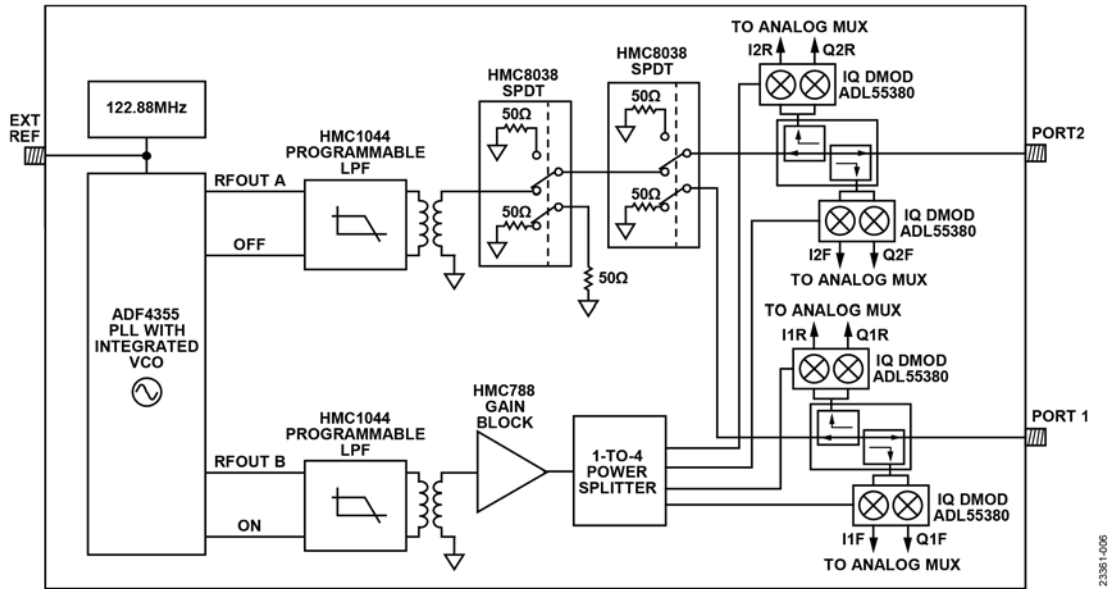 TO ANALOG MUX
I2R
Q2R
IQ DMOD
ADL55380
HMC8038
SPDT
50Ω
50Ω
HMC8038
SPDT
50Ω
50Ω
50Ω
EXT
REF
122.88MHz
HMC1044
PROGRAMMABLE
LPF
RFOUT A
OFF
PORT2
IQ DMOD
ADL55380
I2F
Q2F
TO ANALOG MUX
ADF4355
PLL WITH
INTEGRATED
VCO
TO ANALOG MUX
I1R
Q1R
IQ DMOD
ADL55380
HMC1044
PROGRAMMABLE
LPF
RFOUT B
ON
HMC788
GAIN
BLOCK
1-TO-4
POWER
SPLITTER
PORT 1
IQ DMOD
ADL55380
I1F
Q1F
TO ANALOG MUX
23361-006